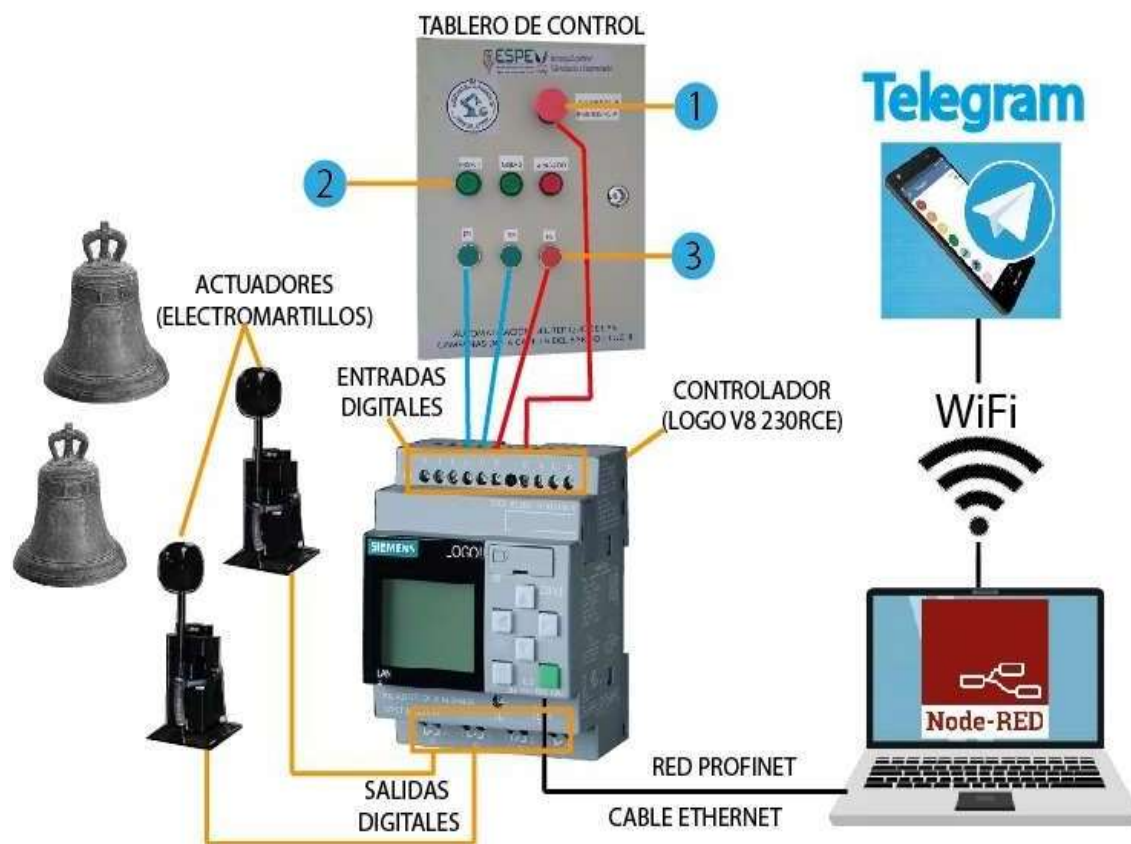 TABLERO DE CONTROL
ESPE
1
2
3
Telegram
ACTUADORES
(ELECTROMARTILLOS)
ENTRADAS
DIGITALES
CONTROLADOR
(LOGO V8 230RCE)
WiFi
SIEMENS
LOGO!
LAN
Node-RED
SALIDAS
DIGITALES
RED PROFINET
CABLE ETHERNET